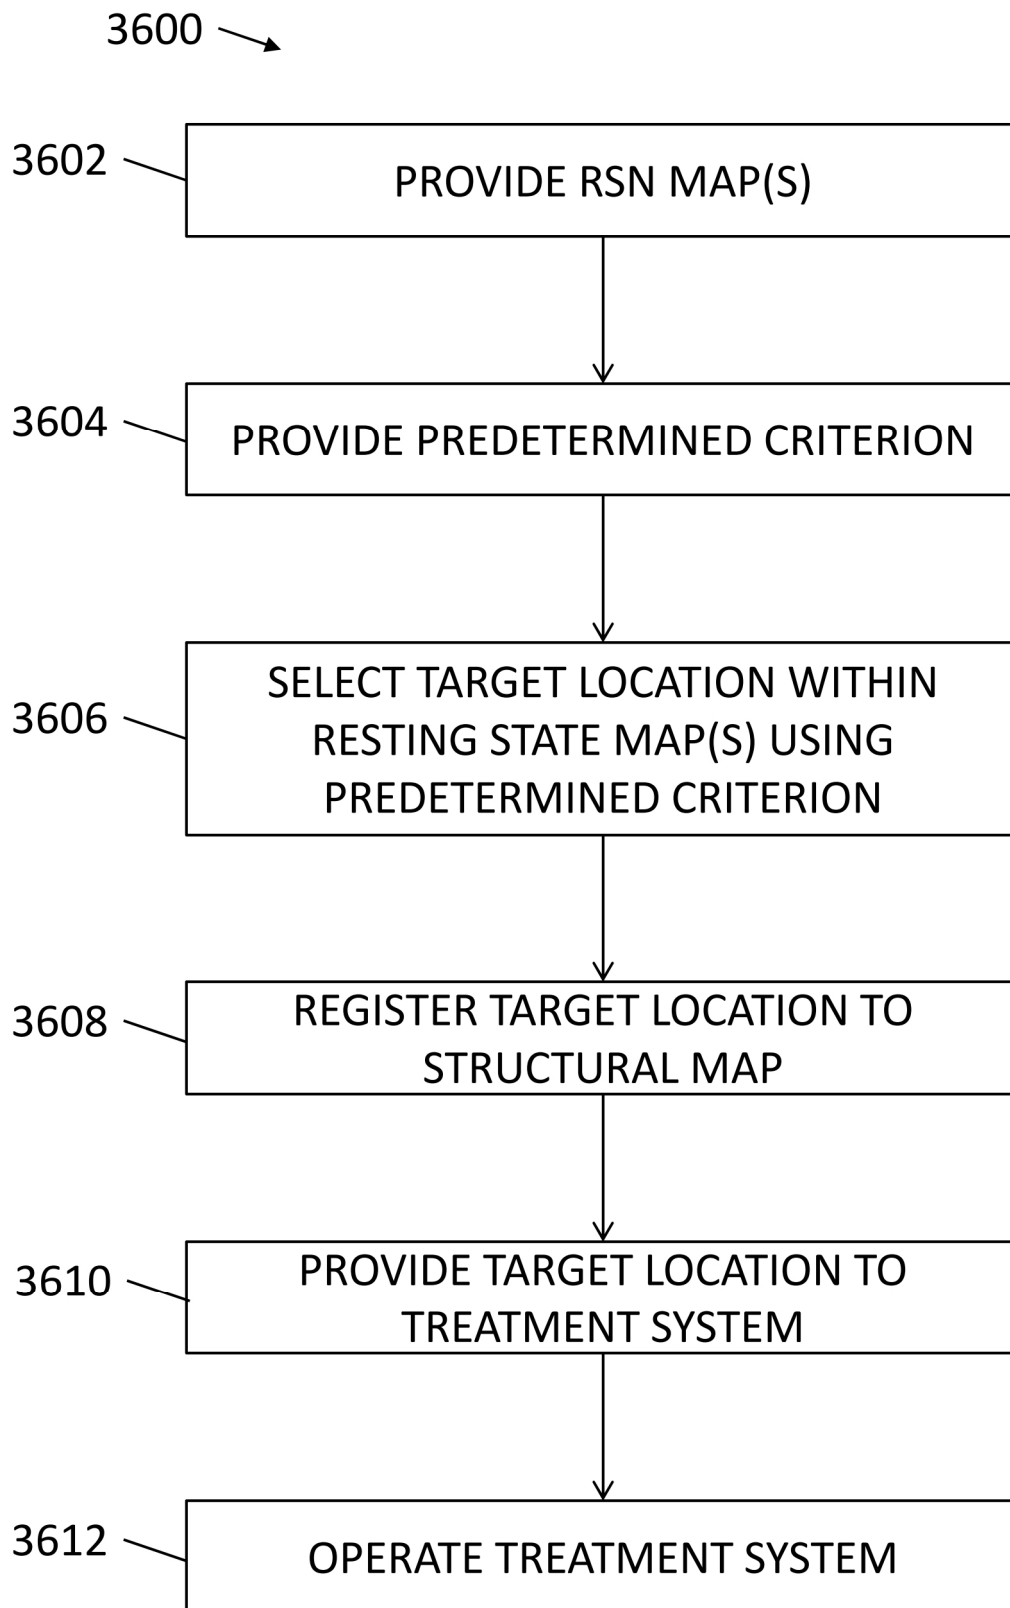 3600
3602
PROVIDE RSN MAP(S)
3604
PROVIDE PREDETERMINED CRITERION
3606
SELECT TARGET LOCATION WITHIN
RESTING STATE MAP(S) USING
PREDETERMINED CRITERION
3608
REGISTER TARGET LOCATION TO
STRUCTURAL MAP
3610
PROVIDE TARGET LOCATION TO
TREATMENT SYSTEM
3612
OPERATE TREATMENT SYSTEM